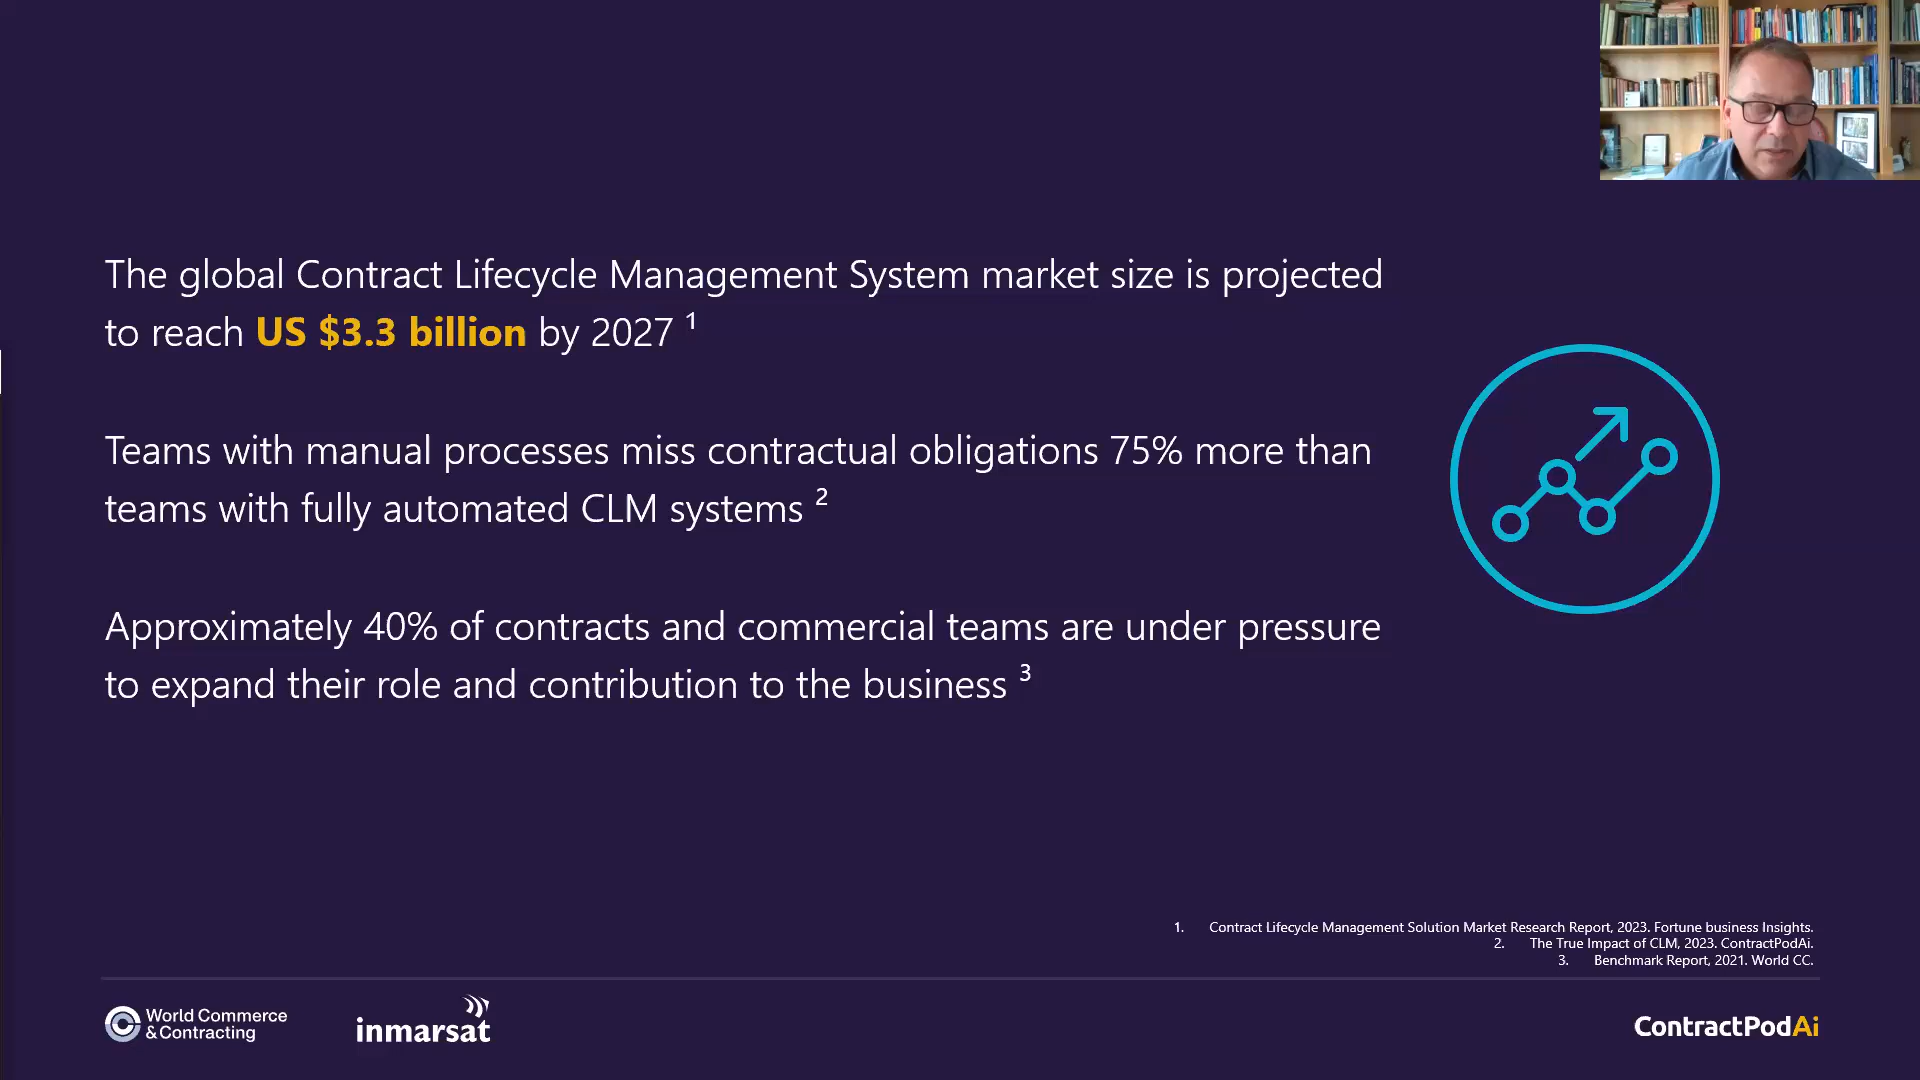 The global Contract Lifecycle Management System market size is projected
to reach US $3.3 billion by 2027 ¹
Teams with manual processes miss contractual obligations 75% more than
teams with fully automated CLM systems ²
Approximately 40% of contracts and commercial teams are under pressure
to expand their role and contribution to the business ³
1. Contract Lifecycle Management Solution Market Research Report, 2023. Fortune business Insights.
2. The True Impact of CLM, 2023. ContractPodAi.
3. Benchmark Report, 2021. World CC.
World Commerce
& Contracting
inmarsat
ContractPodAi